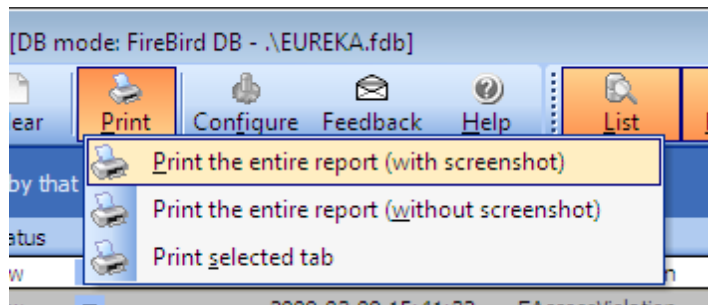 [DB mode: FireBird DB - .\EUREKA.fdb]
ear Print Configure Feedback Help List
Print the entire report (with screenshot)
by that
Print the entire report (without screenshot)
atus
Print selected tab
w n